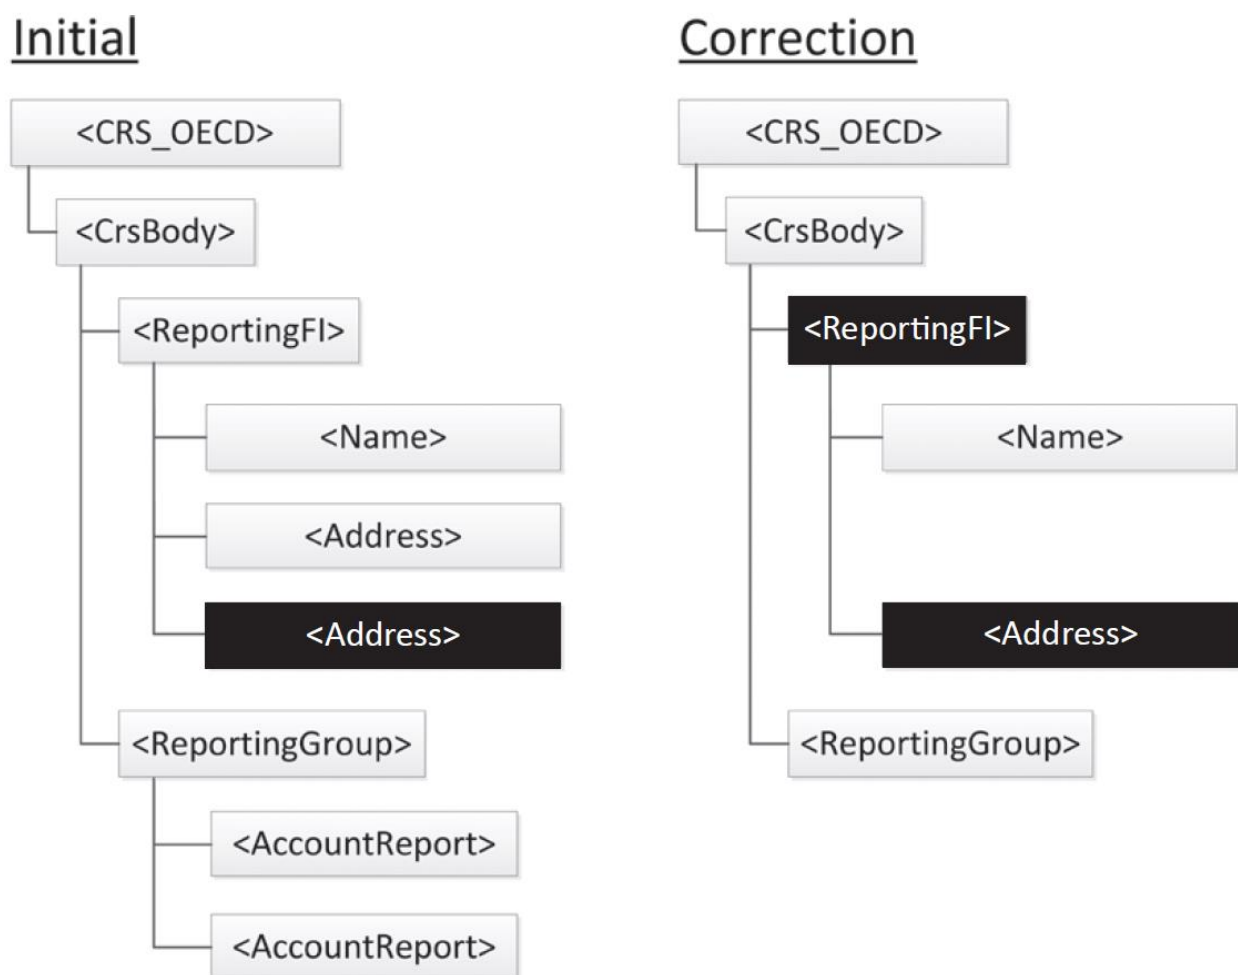 Initial
<CRS_OECD>
<CrsBody>
<ReportingFI>
<Name>
<Address>
<Address>
<ReportingGroup>
<AccountReport>
<AccountReport>
Correction
<CRS_OECD>
<CrsBody>
<ReportingFI>
<Name>
<Address>
<ReportingGroup>